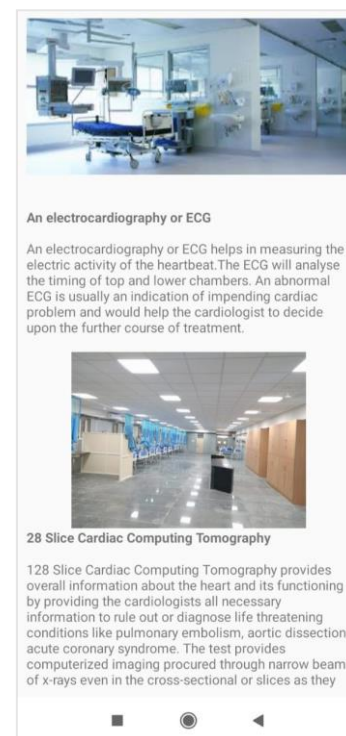 An electrocardiography or ECG
An electrocardiography or ECG helps in measuring the
electric activity of the heartbeat.The ECG will analyse
the timing of top and lower chambers. An abnormal
ECG is usually an indication of impending cardiac
problem and would help the cardiologist to decide
upon the further course of treatment.
28 Slice Cardiac Computing Tomography
128 Slice Cardiac Computing Tomography provides
overall information about the heart and its functioning
by providing the cardiologists all necessary
information to rule out or diagnose life threatening
conditions like pulmonary embolism, aortic dissection
acute coronary syndrome. The test provides
computerized imaging procured through narrow beam
of x-rays even in the cross-sectional or slices as they